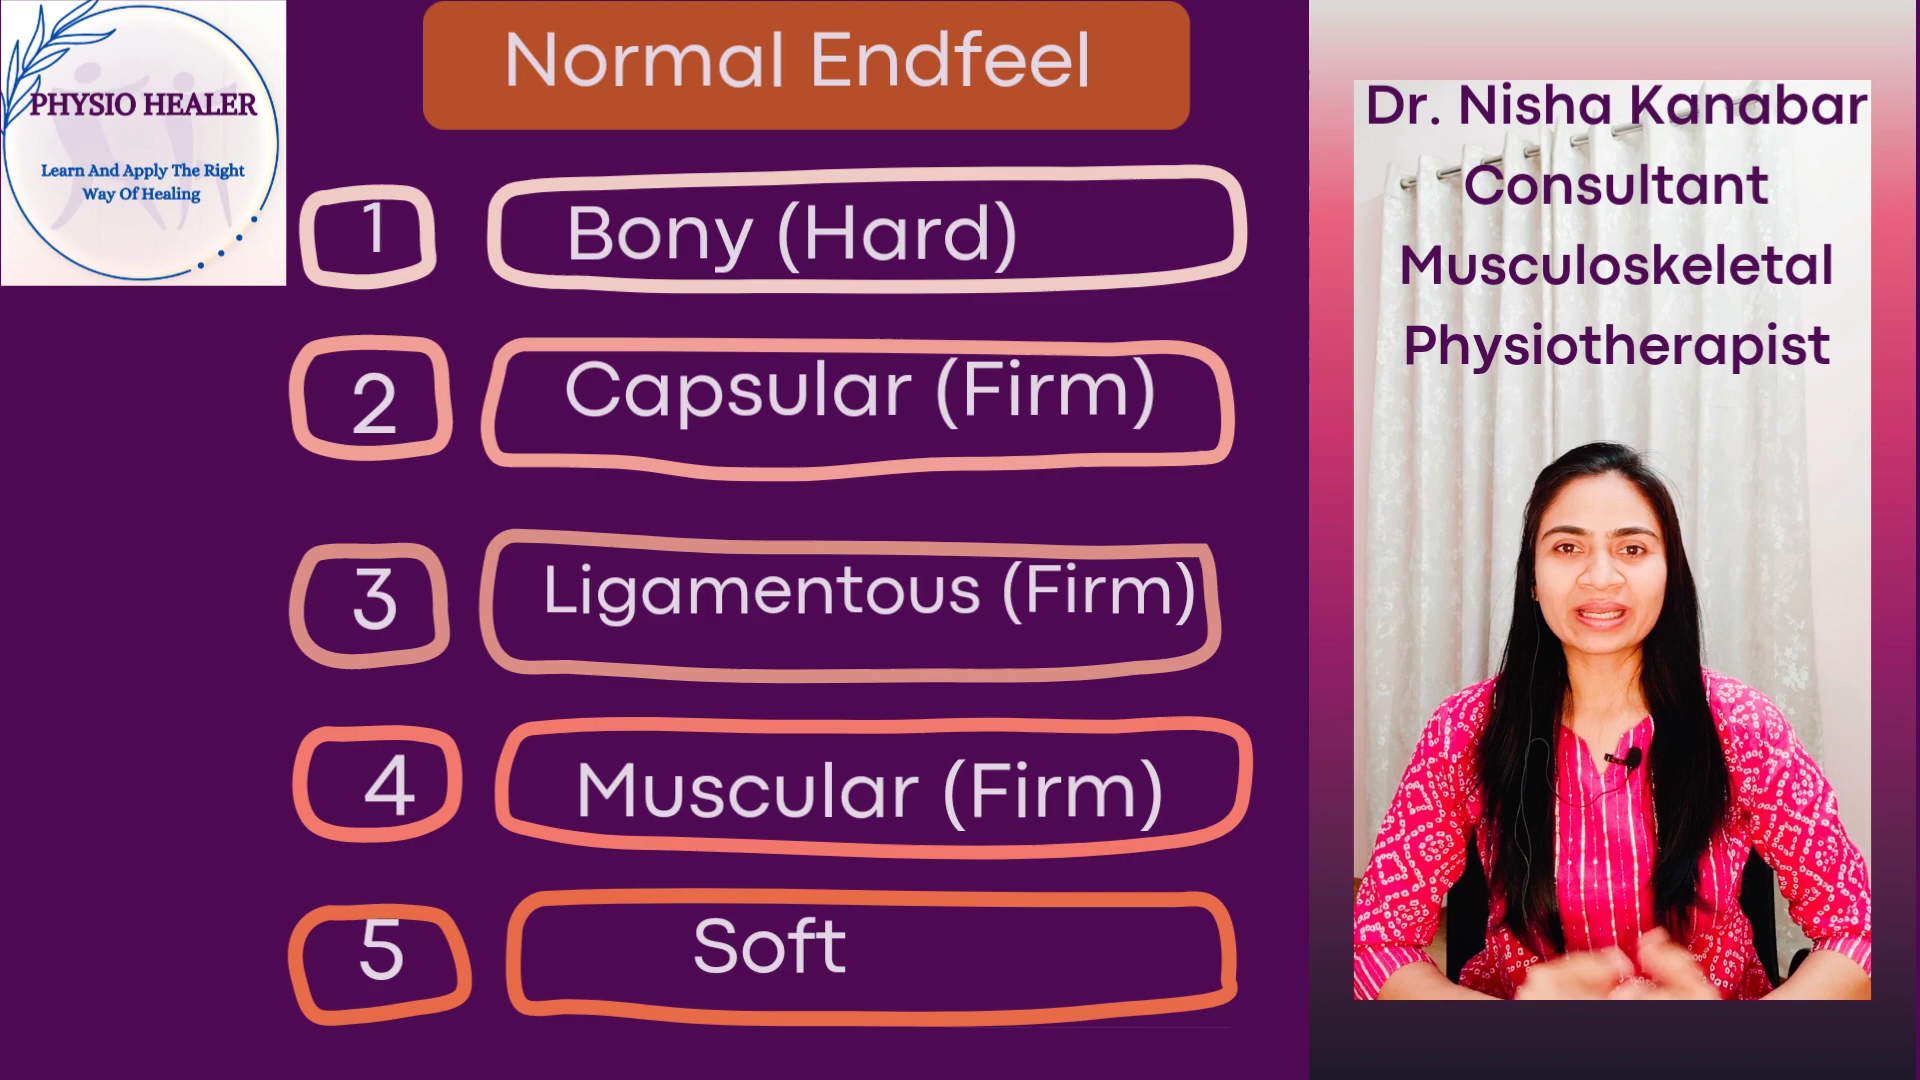 PHYSIO HEALER
Learn And Apply The Right
Way Of Healing
Normal Endfeel
1 Bony (Hard)
2 Capsular (Firm)
3 Ligamentous (Firm)
4 Muscular (Firm)
5 Soft
Dr. Nisha Kanabar
Consultant
Musculoskeletal
Physiotherapist